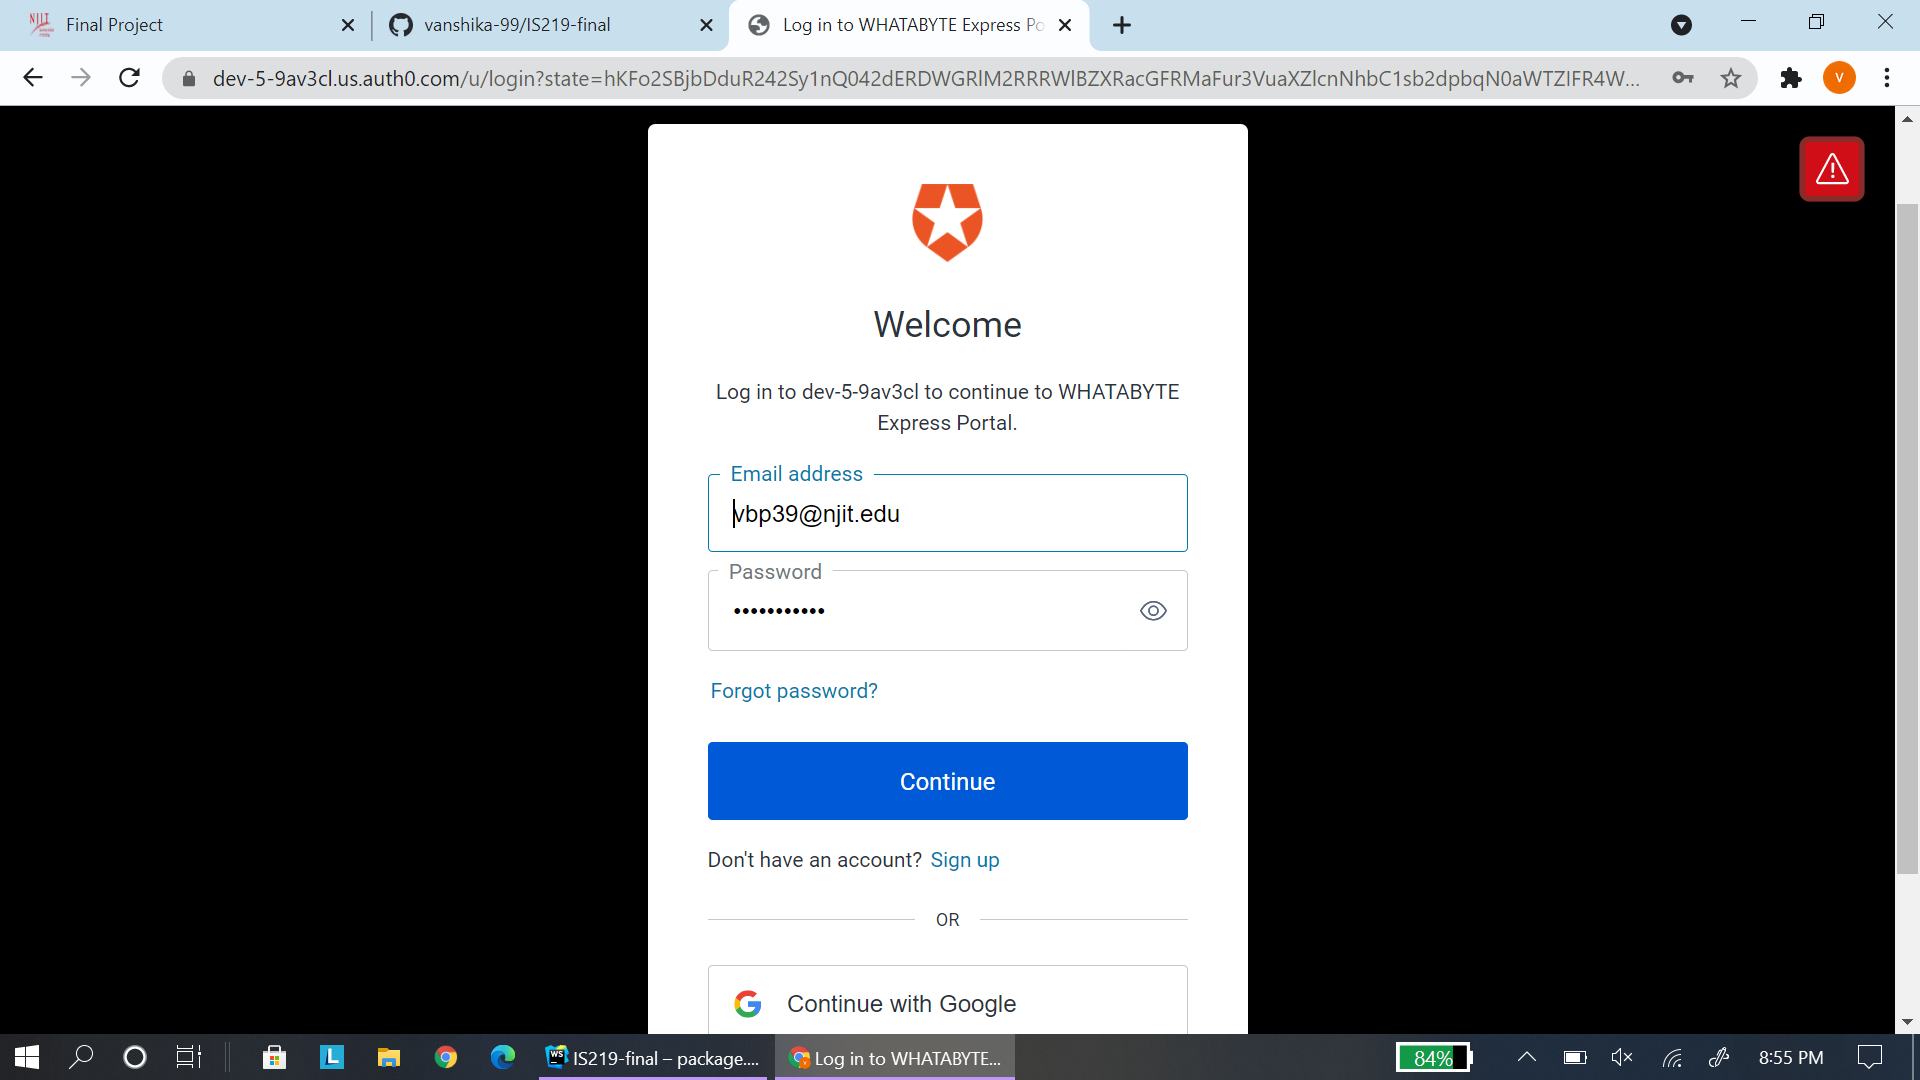 Final Project
vanshika-99/IS219-final
Log in to WHATABYTE Express Po
dev-5-9av3cl.us.auth0.com/u/login?state=hKFo2SBjbDduR242Sy1nQ042dERDWGRlM2RRRWlBZXRacGFRMaFur3VuaXZlcnNhbC1sb2dpbqN0aWTZIFR4W...
V
Welcome
Log in to dev-5-9av3cl to continue to WHATABYTE
Express Portal.
Email address
vbp39@njit.edu
Password
Forgot password?
Continue
Don't have an account? Sign up
OR
Continue with Google
L
WS
IS219-final – package....
Log in to WHATABYTE...
84%
8:55 PM